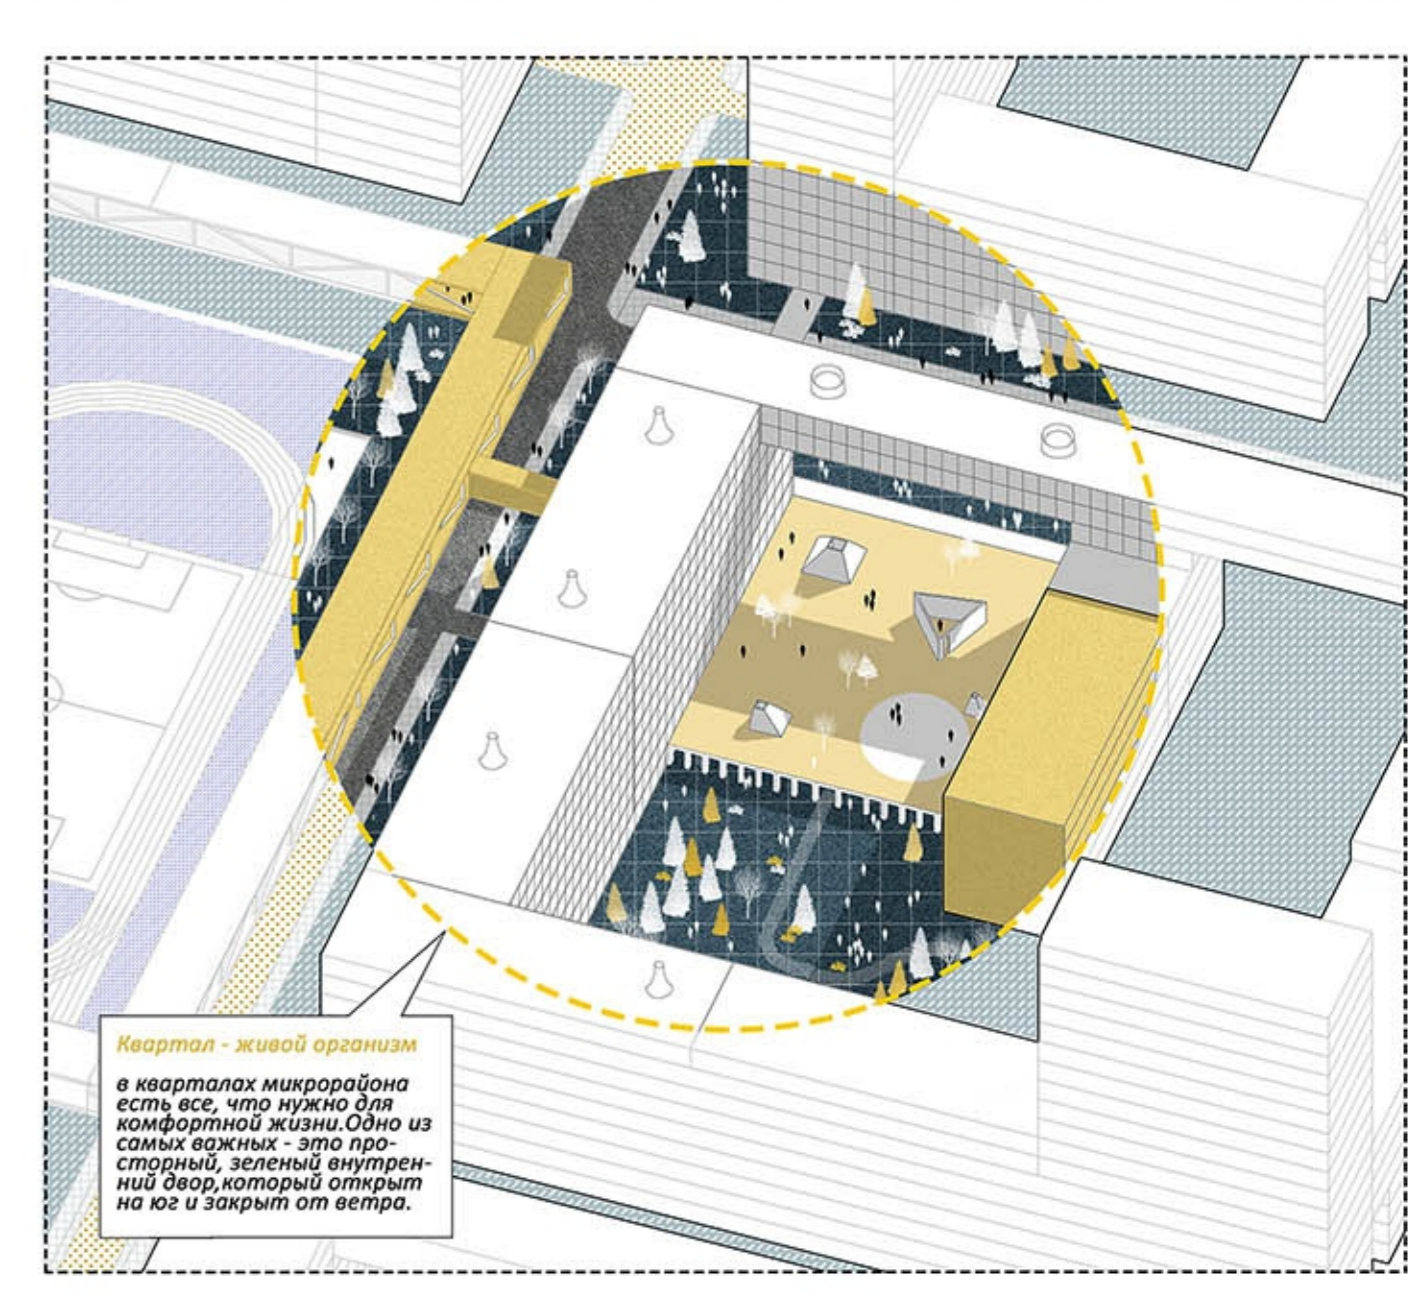 Квартал - живой организм
в кварталах микрорайона
есть все, что нужно для
комфортной жизни.Одно из
самых важных - это про-
сторный, зеленый внутрен-
ний двор,который открыт
на юг и закрыт от ветра.